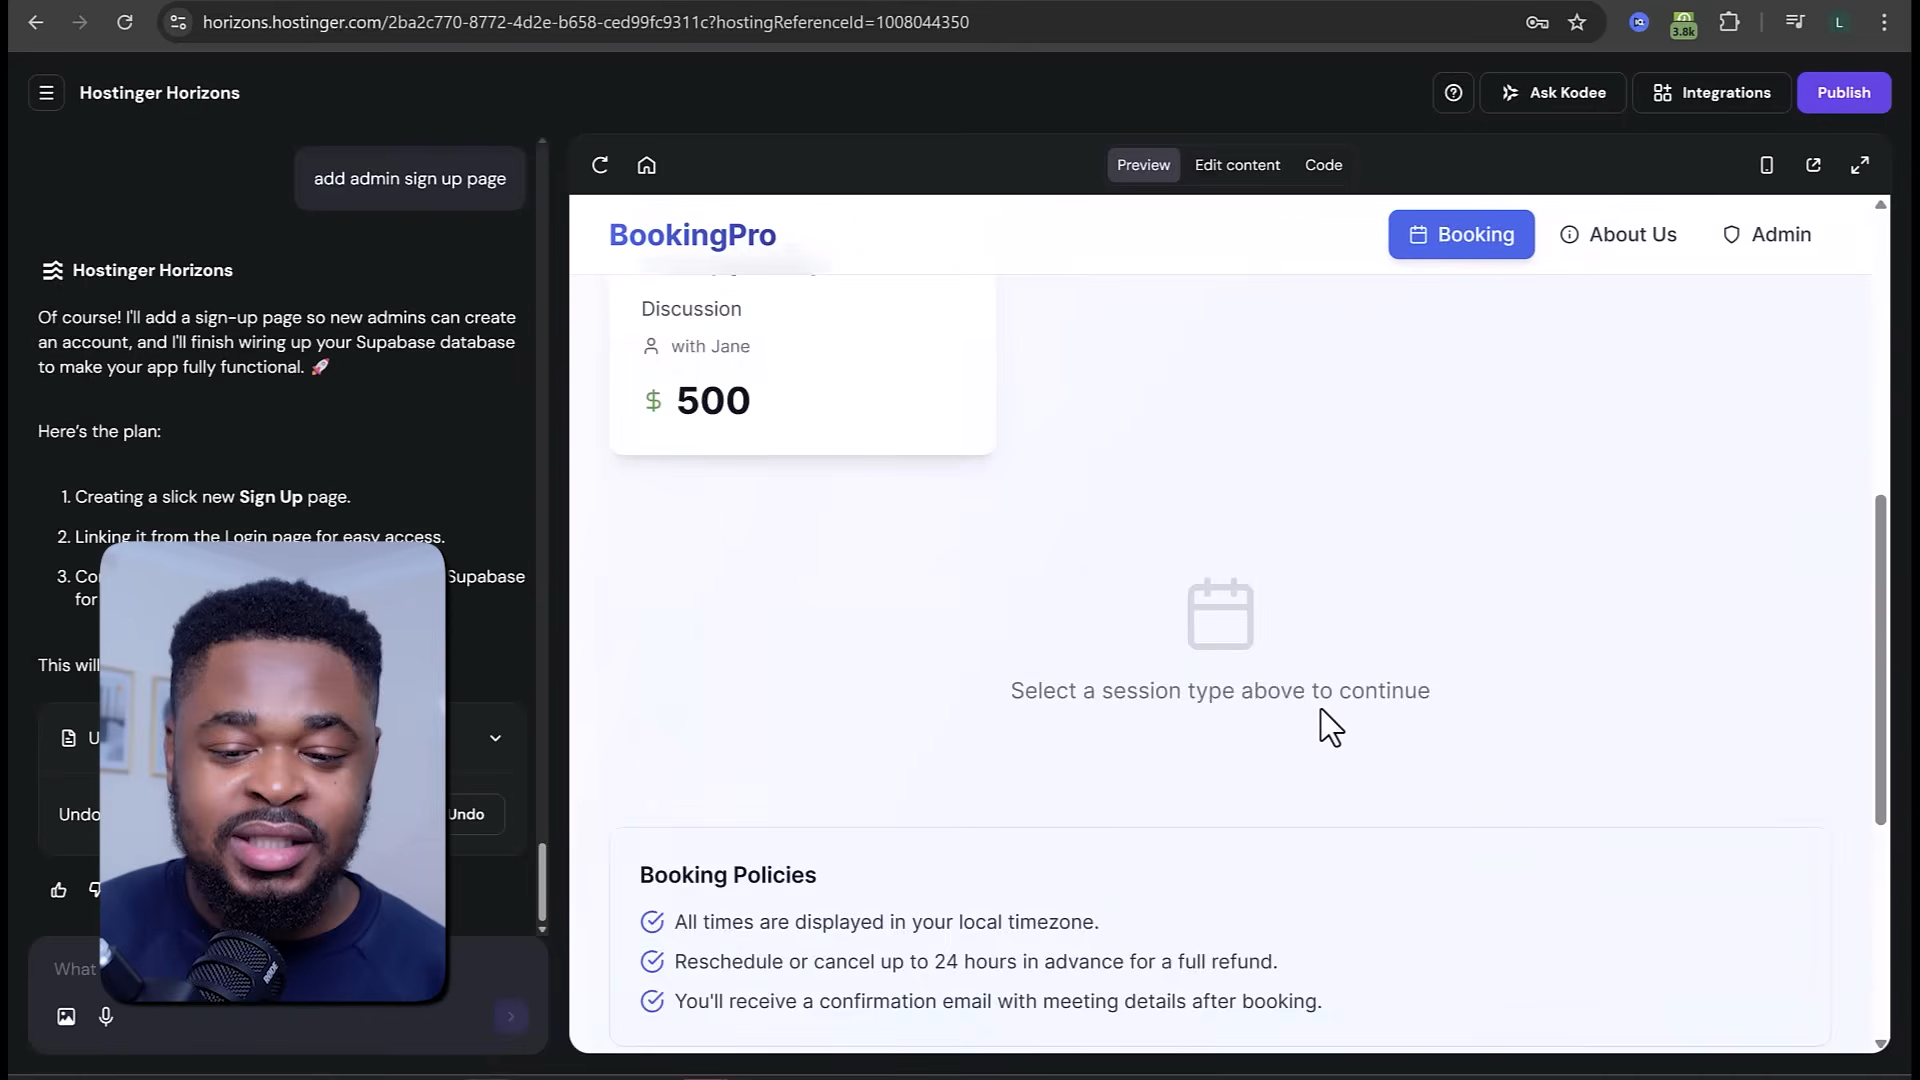 horizons.hostinger.com/2ba2c770-8772-4d2e-b658-ced99fc9311c?hostingReferenceId=1008044350
3.8k
L
Hostinger Horizons
Ask Kodee
Integrations
Publish
add admin sign up page
Hostinger Horizons
Of course! I'll add a sign-up page so new admins can create
an account, and I'll finish wiring up your Supabase database
to make your app fully functional. 🚀
Here's the plan:
1. Creating a slick new Sign Up page.
2. Linking it from the Login page for easy access.
3. Co
Supabase
for
This will
U
Undo
Undo
What
RODE
Preview
Edit content
Code
BookingPro
Booking
About Us
Admin
Discussion
with Jane
$ 500
Select a session type above to continue
Booking Policies
All times are displayed in your local timezone.
Reschedule or cancel up to 24 hours in advance for a full refund.
You'll receive a confirmation email with meeting details after booking.